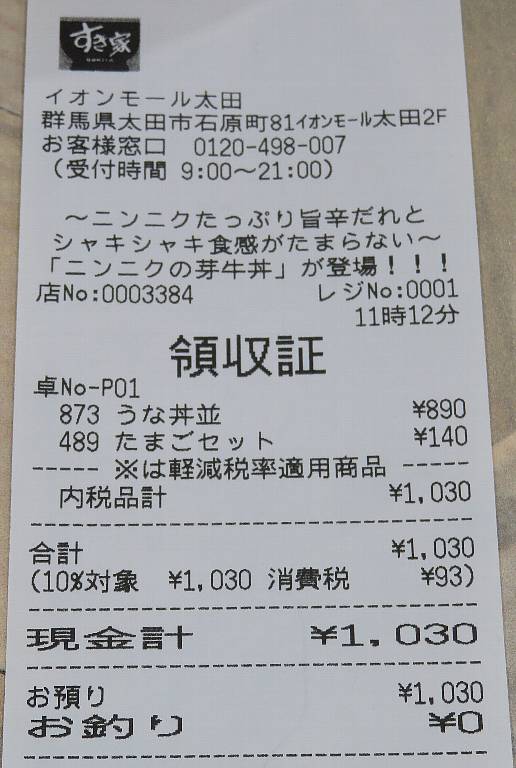 すき家
SUKIYA
イオンモール太田
群馬県太田市石原町81イオンモール太田2F
お客様窓口 0120-498-007
(受付時間 9:00〜21:00)
〜ニンニクたっぷり旨辛だれと
シャキシャキ食感がたまらない〜
「ニンニクの芽牛丼」が登場!!!
店No:0003384 レジNo:0001
11時12分
領収証
卓No-P01
873 うな丼並 ¥890
489 たまごセット ¥140
----- ※は軽減税率適用商品 -----
内税品計 ¥1,030
合計 ¥1,030
(10%対象 ¥1,030 消費税 ¥93)
現金計 ¥1,030
お預り ¥1,030
お釣り ¥0